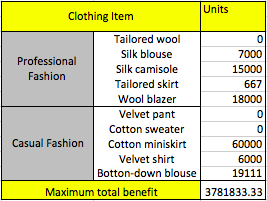 Clothing Item Units
Professional Fashion
Tailored wool 0
Silk blouse 7000
Silk camisole 15000
Tailored skirt 667
Wool blazer 18000
Casual Fashion
Velvet pant 0
Cotton sweater 0
Cotton miniskirt 60000
Velvet shirt 6000
Botton-down blouse 19111
Maximum total benefit 3781833.33